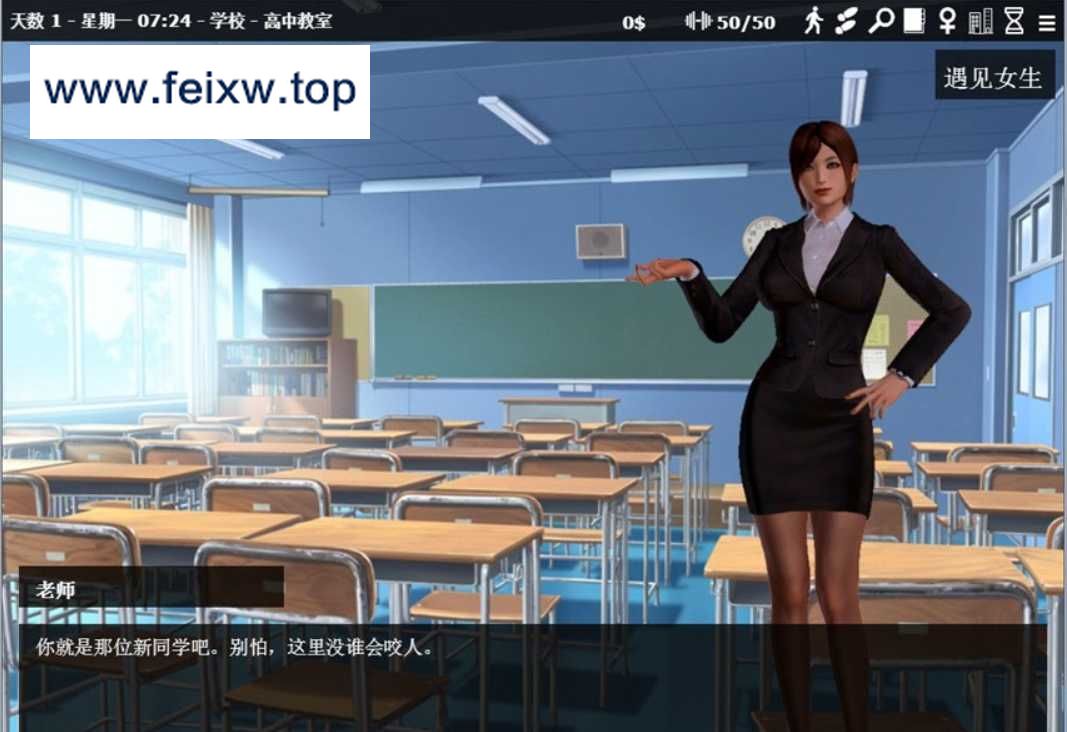 天数 1 - 星期一 07:24 - 学校 - 高中教室
0$
50/50
www.feixw.top
遇见女生
老师
你就是那位新同学吧。别怕，这里没谁会咬人。